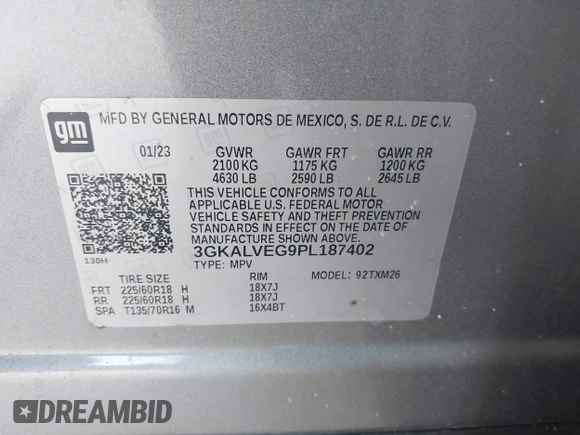 gm
MFD BY GENERAL MOTORS DE MEXICO, S. DE R.L. DE C.V.
01/23 GVWR GAWR FRT GAWR RR
2100 KG 1175 KG 1200 KG
4630 LB 2590 LB 2645 LB
THIS VEHICLE CONFORMS TO ALL
APPLICABLE U.S. FEDERAL MOTOR
VEHICLE SAFETY AND THEFT PREVENTION
STANDARDS IN EFFECT ON THE DATE OF
MANUFACTURE SHOWN ABOVE.
3GKALVEG9PL187402
130H TYPE: MPV MODEL: 92TXM26
TIRE SIZE RIM
FRT 225/60R18 H 18X7J
RR 225/60R18 H 18X7J
SPA T135/70R16 M 16X4BT
DREAMBID